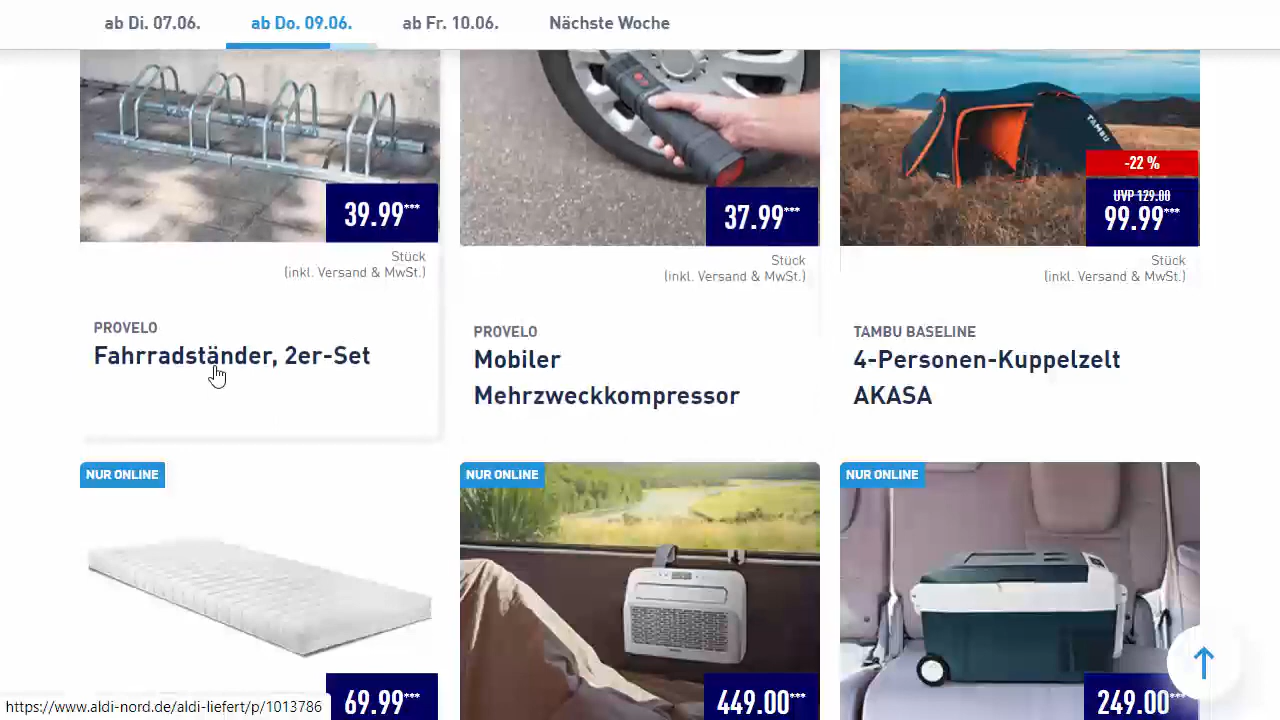 ab Di. 07.06.
ab Do. 09.06.
ab Fr. 10.06.
Nächste Woche
39.99***
Stück
(inkl. Versand & MwSt.)
PROVELO
Fahrradständer, 2er-Set
37.99***
Stück
(inkl. Versand & MwSt.)
PROVELO
Mobiler
Mehrzweckkompressor
TAMBU
-22 %
UVP 129.00
99.99***
Stück
(inkl. Versand & MwSt.)
TAMBU BASELINE
4-Personen-Kuppelzelt
AKASA
NUR ONLINE
69.99***
NUR ONLINE
449.00***
NUR ONLINE
249.00***
https://www.aldi-nord.de/aldi-liefert/p/1013786